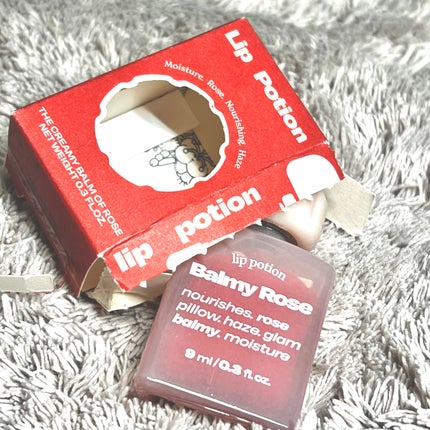 Lip Potion
Moisture. Rose. Nourishing Haze
THE CREAMY BALM OF ROSE
NET WEIGHT 0.3 FL.OZ.
lip potion
lip potion
Balmy Rose
nourishes. rose
pillow. haze. glam
balmy. moisture
9 ml/0.3 fl.oz.